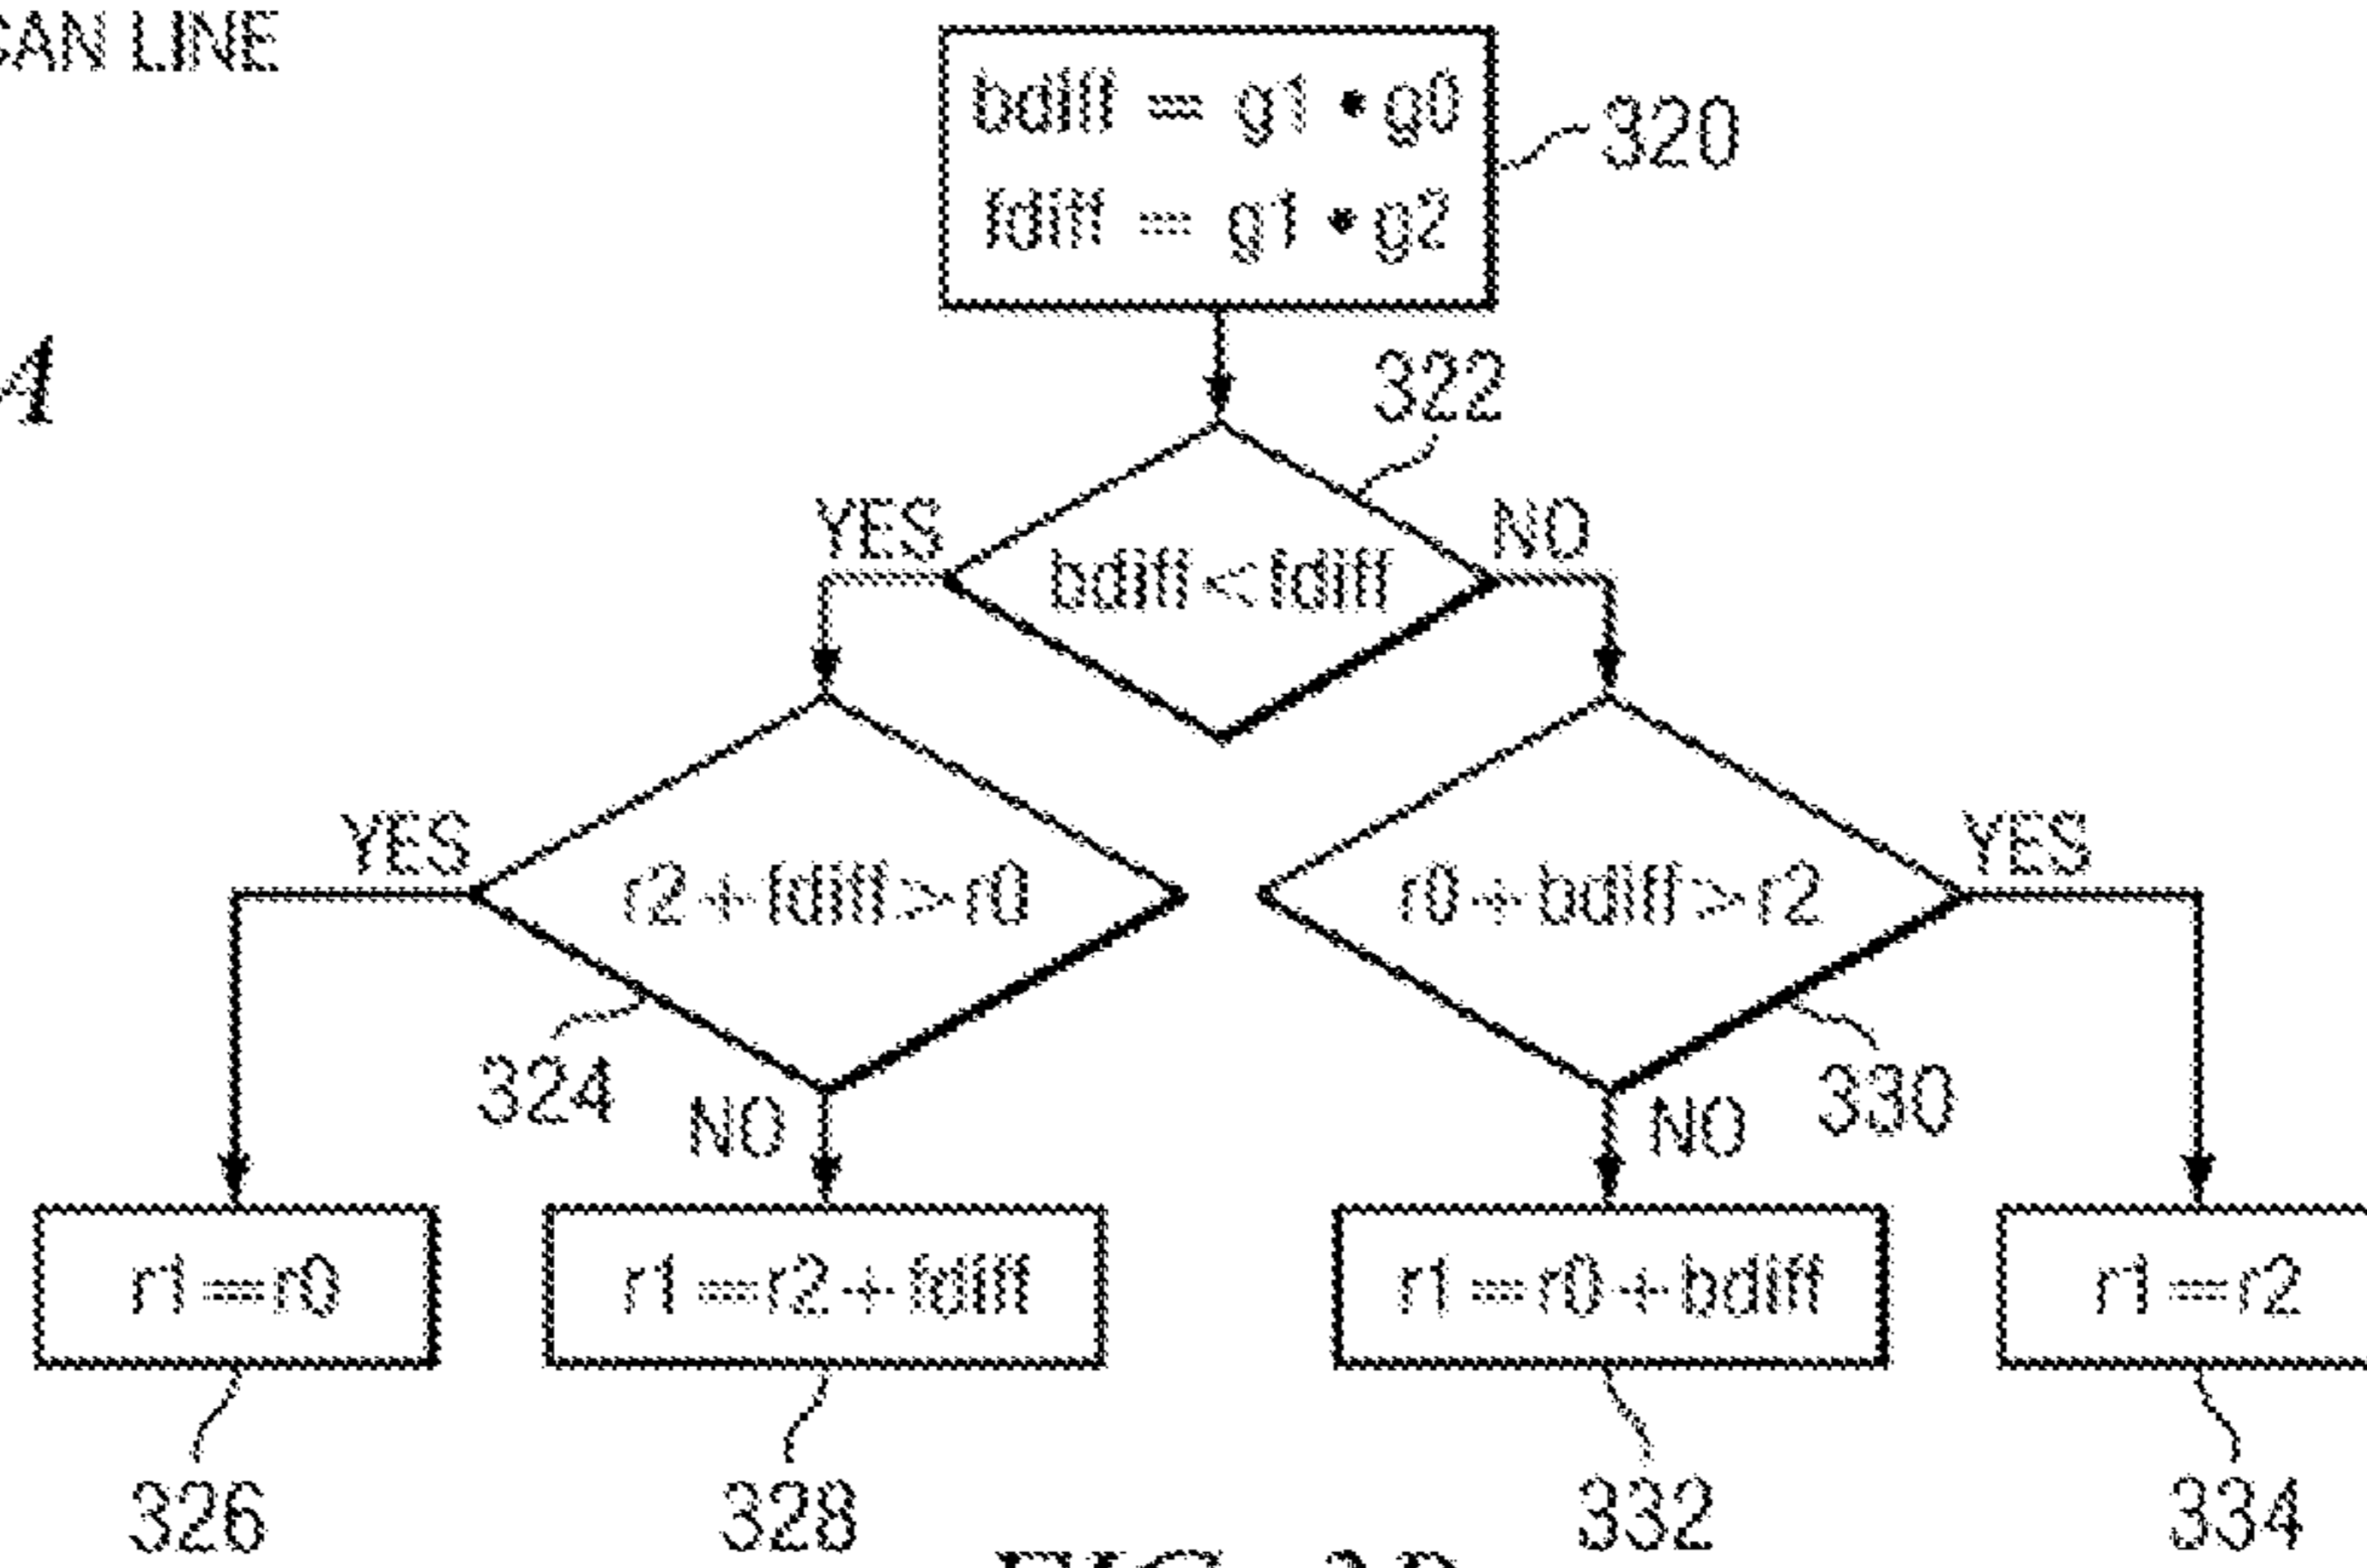 LINE
A
bdiff = g1 • g0
fdiff = g1 • g2
320
322
YES
NO
bdiff<fdiff
YES
r2+fdiff>r0
r0+bdiff>r2
YES
324
NO
NO
330
r1=r0
r1=r2+fdiff
r1=r0+bdiff
r1=r2
326
328
332
334